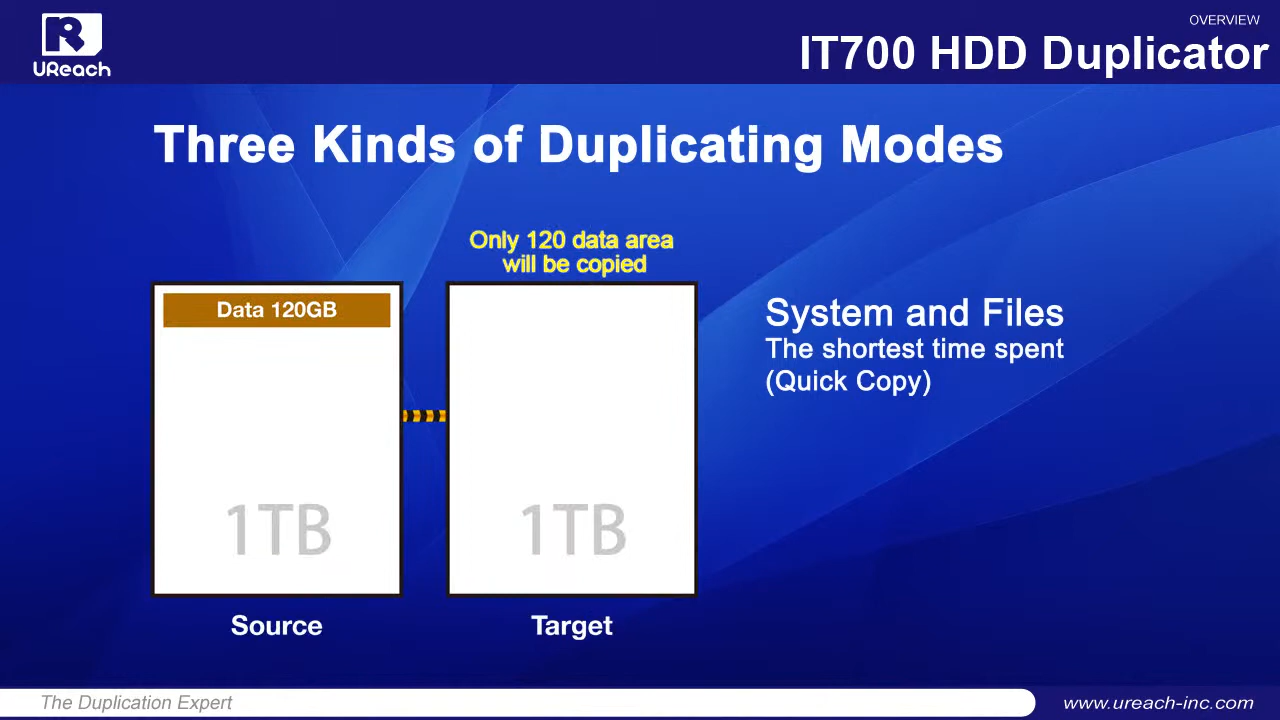 UReach
OVERVIEW
IT700 HDD Duplicator
Three Kinds of Duplicating Modes
Only 120 data area
will be copied
Data 120GB
1TB
Source
1TB
Target
System and Files
The shortest time spent
(Quick Copy)
The Duplication Expert
www.ureach-inc.com